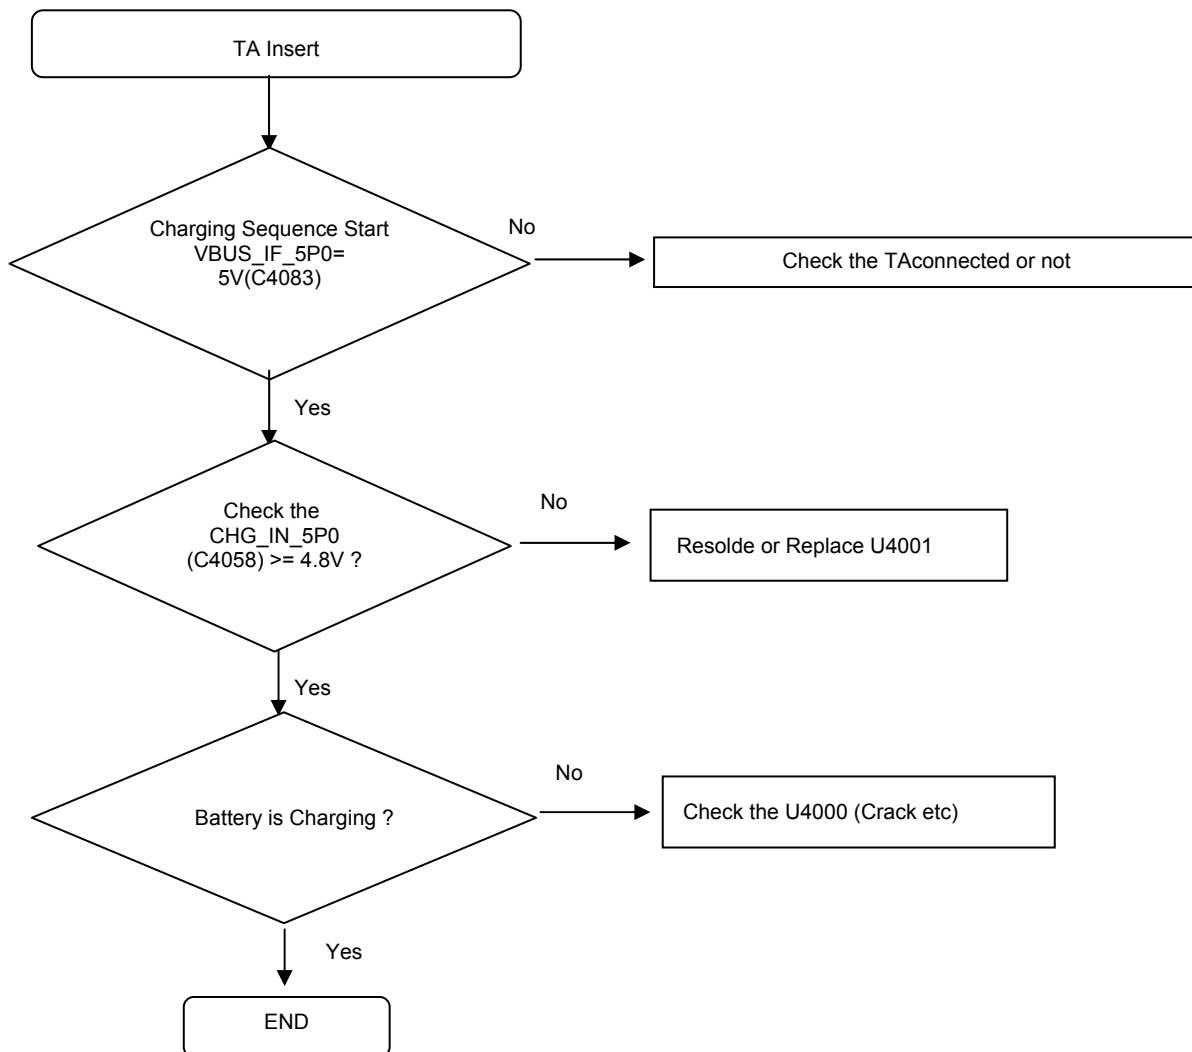 TA Insert
Charging Sequence Start
VBUS_IF_5P0=
5V(C4083)
No
Check the TAconnected or not
Yes
Check the
CHG_IN_5P0
(C4058) >= 4.8V ?
No
Resolde or Replace U4001
Yes
Battery is Charging ?
No
Check the U4000 (Crack etc)
Yes
END